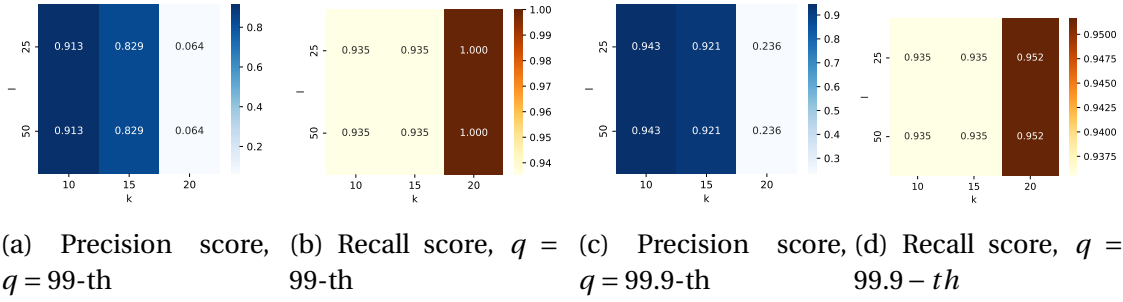 25
0.913 0.829 0.064
50
0.913 0.829 0.064
l
10 15 20
k
0.8
0.6
0.4
0.2
0.935 0.935 1.000
0.935 0.935 1.000
10 15 20
k
1.00
0.99
0.98
0.97
0.96
0.95
0.94
25
0.943 0.921 0.236
50
0.943 0.921 0.236
l
10 15 20
k
0.9
0.8
0.7
0.6
0.5
0.4
0.3
25
0.935 0.935 0.952
50
0.935 0.935 0.952
l
10 15 20
k
0.9500
0.9475
0.9450
0.9425
0.9400
0.9375
(a) Precision score,
q = 99-th
(b) Recall score, q =
99-th
(c) Precision score,
q = 99.9-th
(d) Recall score, q =
99.9 − th